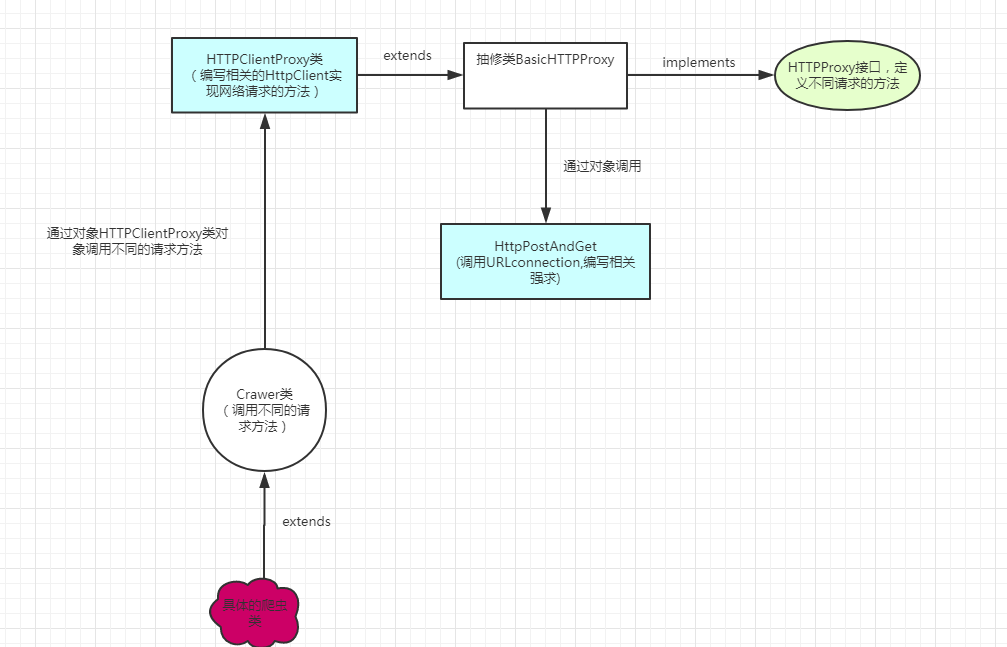 HTTPClientProxy类
（编写相关的HttpClient实
现网络请求的方法）
extends
抽修类BasicHTTPProxy
implements
HTTPProxy接口，定
义不同请求的方法
通过对象调用
通过对象HTTPClientProxy类对
象调用不同的请求方法
HttpPostAndGet
(调用URLconnection,编写相关
强求)
Crawer类
（调用不同的请
求方法）
extends
具体的爬虫
类